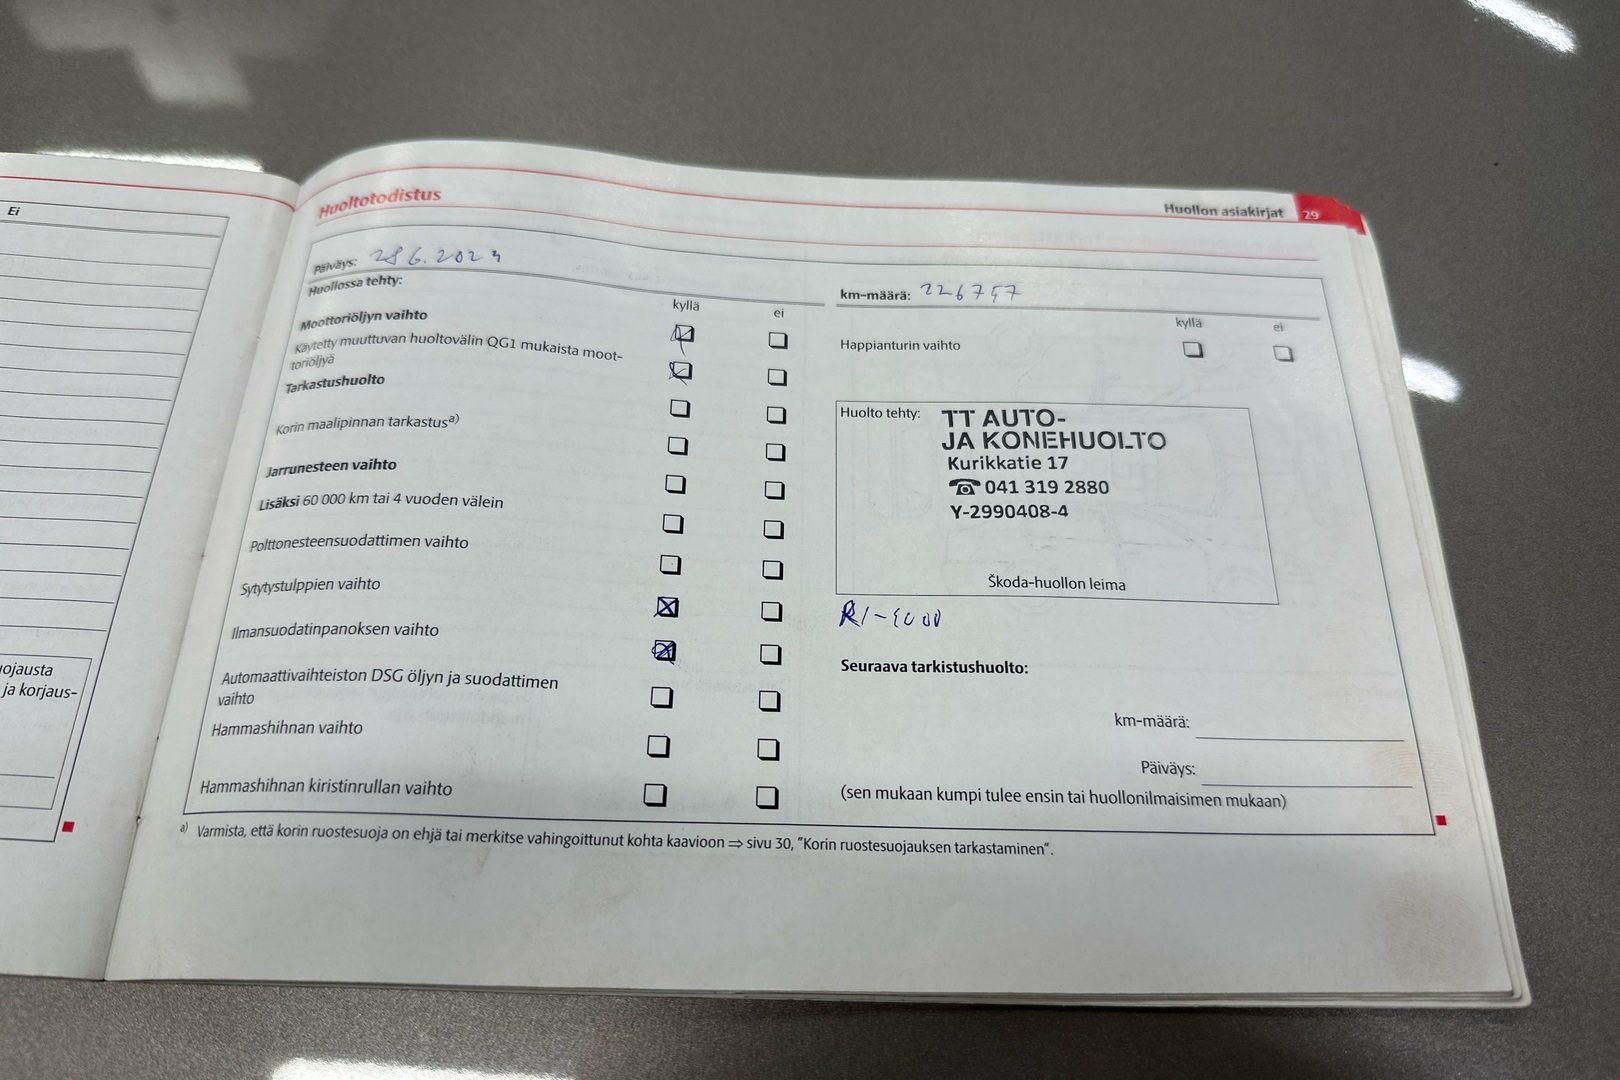 Ei
ojausta
ja korjaus-
Huoltotodistus
Huollon asiakirjat 29
Päiväys: 28 6. 2024
Huollossa tehty:
kyllä ei
Moottoriöljyn vaihto
Käytetty muuttuvan huoltovälin QG1 mukaista moot-
toriöljyä
Tarkastushuolto
Korin maalipinnan tarkastus a)
Jarrunesteen vaihto
Lisäksi 60 000 km tai 4 vuoden välein
Polttonesteensuodattimen vaihto
Sytytystulppien vaihto
Ilmansuodatinpanoksen vaihto
Automaattivaihteiston DSG öljyn ja suodattimen
vaihto
Hammashihnan vaihto
Hammashihnan kiristinrullan vaihto
km-määrä: 226757
kyllä ei
Happianturin vaihto
Huolto tehty:
TT AUTO-
JA KONEHUOLTO
Kurikkatie 17
☎ 041 319 2880
Y-2990408-4
Škoda-huollon leima
Seuraava tarkistushuolto:
km-määrä:
Päiväys:
(sen mukaan kumpi tulee ensin tai huollonilmaisimen mukaan)
a) Varmista, että korin ruostesuoja on ehjä tai merkitse vahingoittunut kohta kaavioon ⇒ sivu 30, "Korin ruostesuojauksen tarkastaminen".